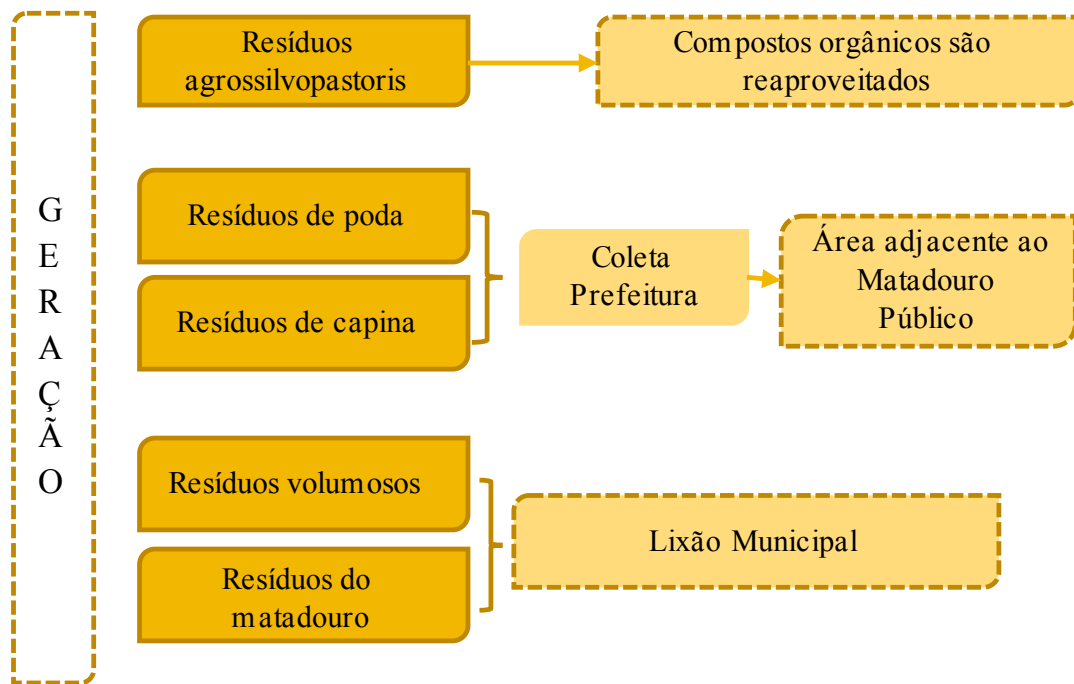 GERAÇÃO
Resíduos
agrossilvopastoris
Compostos orgânicos são
reaproveitados
Resíduos de poda
Resíduos de capina
Coleta
Prefeitura
Área adjacente ao
Matadouro
Público
Resíduos volumosos
Resíduos do
matadouro
Lixão Municipal